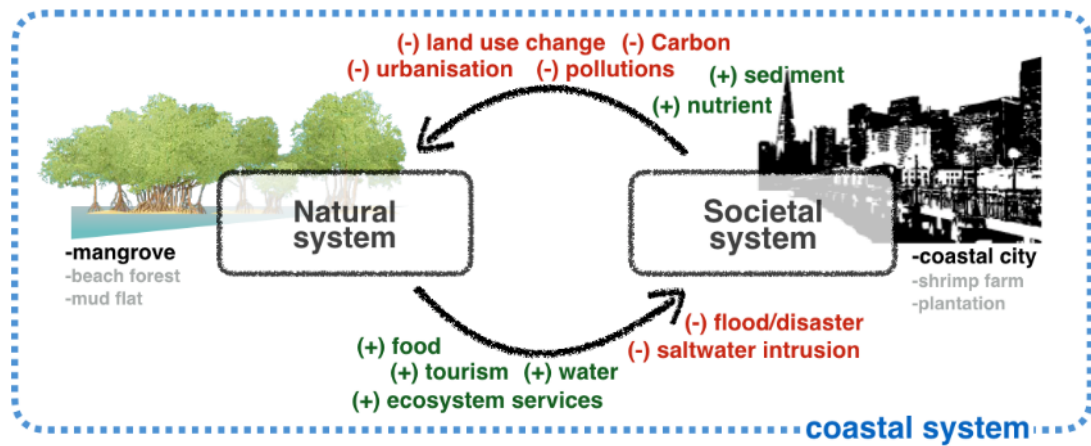 (-) land use change (-) Carbon
(-) urbanisation (-) pollutions
(+) sediment
(+) nutrient
Natural
system
Societal
system
-mangrove
-beach forest
-mud flat
-coastal city
-shrimp farm
-plantation
(-) flood/disaster
(-) saltwater intrusion
(+) food
(+) tourism (+) water
(+) ecosystem services
coastal system